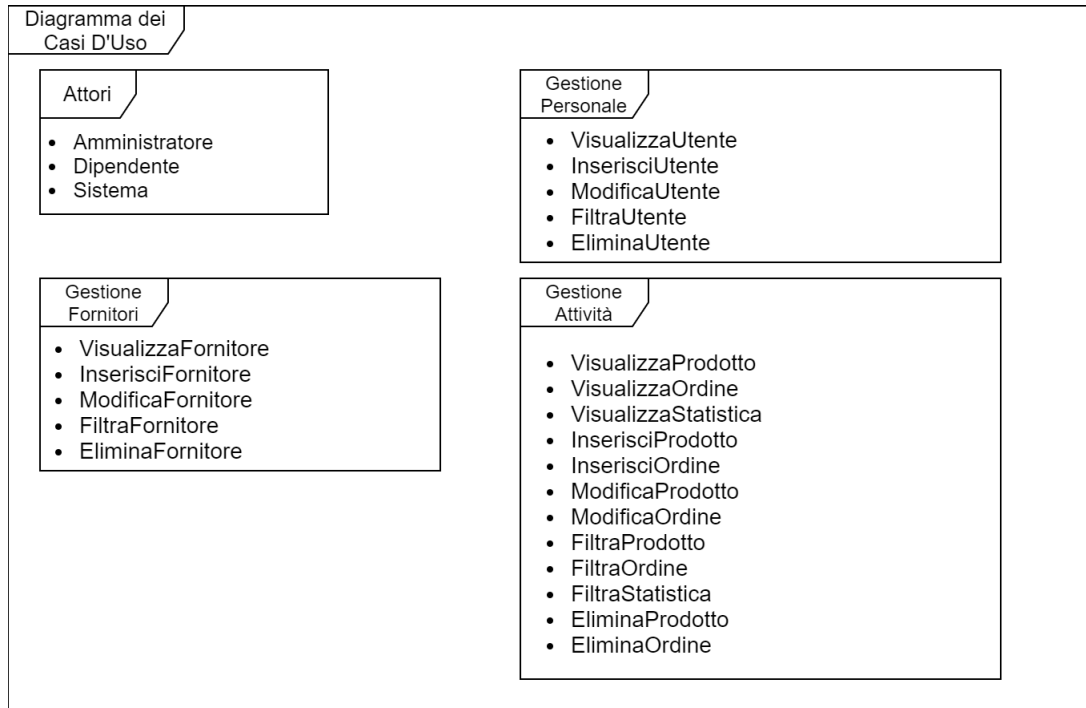 Diagramma dei
Casi D'Uso
Attori
• Amministratore
• Dipendente
• Sistema
Gestione
Personale
• VisualizzaUtente
• InserisciUtente
• ModificaUtente
• FiltraUtente
• EliminaUtente
Gestione
Fornitori
• VisualizzaFornitore
• InserisciFornitore
• ModificaFornitore
• FiltraFornitore
• EliminaFornitore
Gestione
Attività
• VisualizzaProdotto
• VisualizzaOrdine
• VisualizzaStatistica
• InserisciProdotto
• InserisciOrdine
• ModificaProdotto
• ModificaOrdine
• FiltraProdotto
• FiltraOrdine
• FiltraStatistica
• EliminaProdotto
• EliminaOrdine